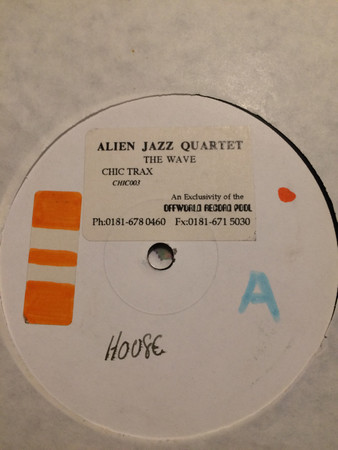 ALIEN JAZZ QUARTET
THE WAVE
CHIC TRAX
CHIC003
An Exclusivity of the
OFFWORLD RECORD POOL
Ph:0181-678 0460 Fx:0181-671 5030
A
HOUSE